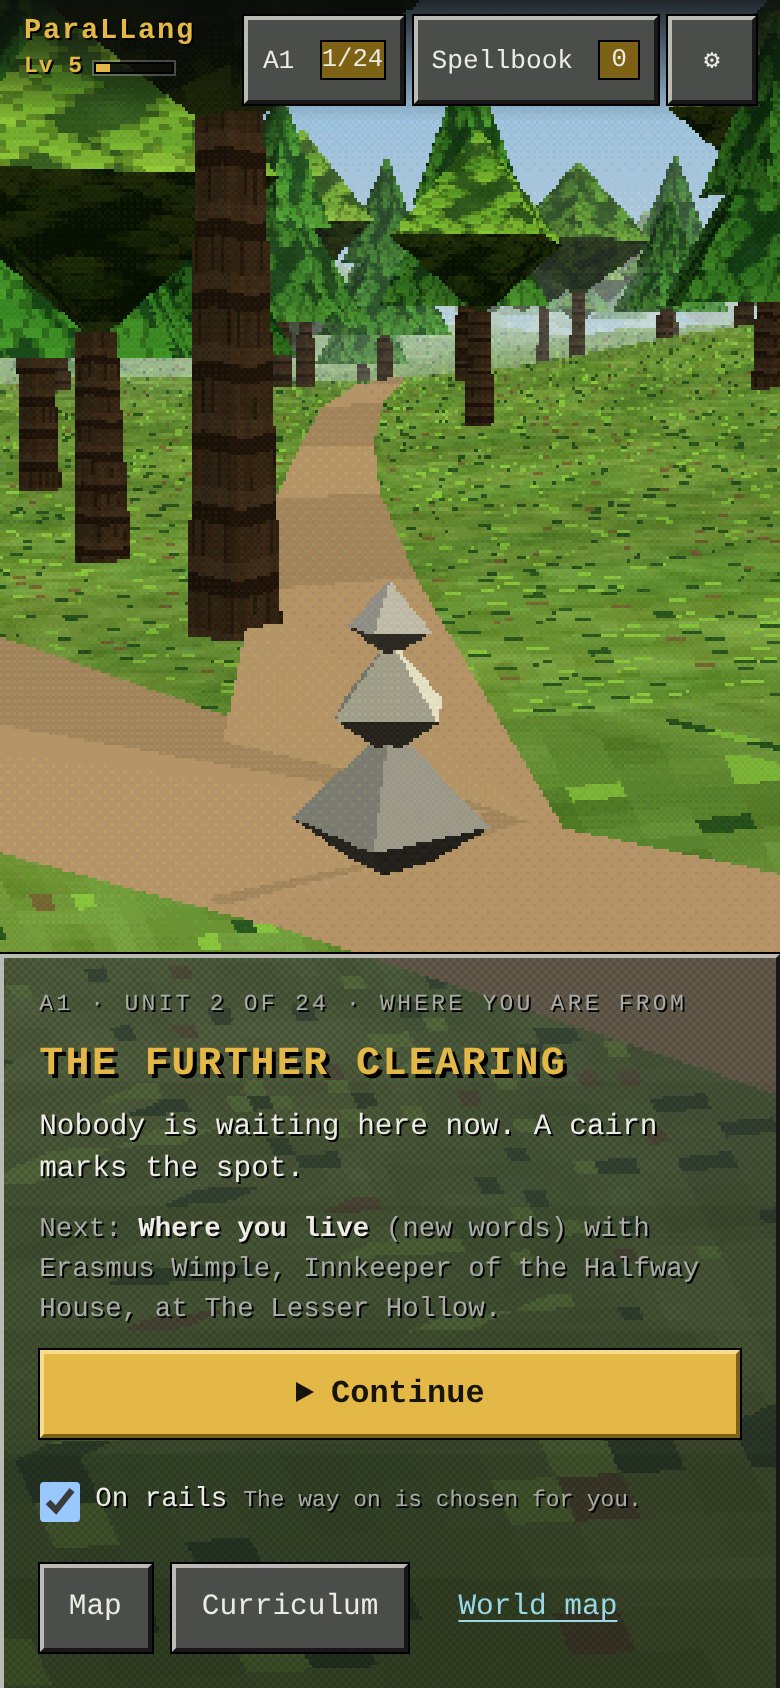 ParaLLang
Lv 5
A1 1/24
Spellbook 0
⚙
A1 · UNIT 2 OF 24 · WHERE YOU ARE FROM
THE FURTHER CLEARING
Nobody is waiting here now. A cairn
marks the spot.
Next: Where you live (new words) with
Erasmus Wimple, Innkeeper of the Halfway
House, at The Lesser Hollow.
▶ Continue
On rails The way on is chosen for you.
Map Curriculum World map